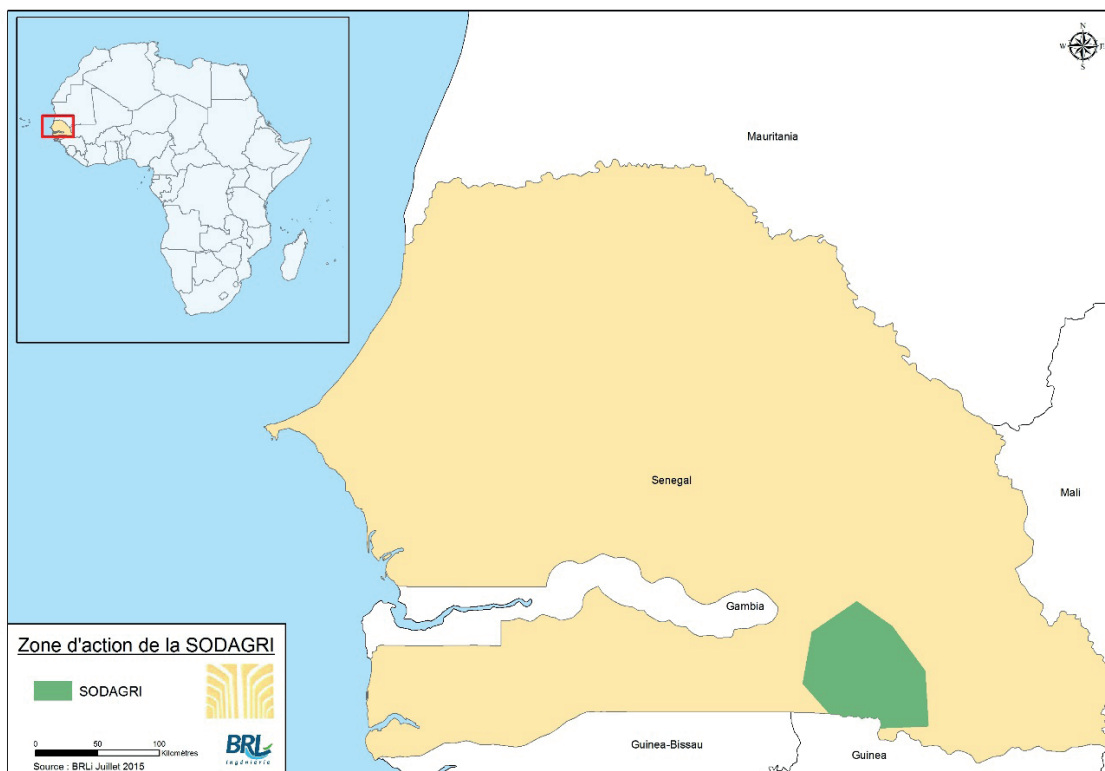 N
W E
S
Mauritania
Senegal
Mali
Gambia
Guinea-Bissau
Guinea
Zone d'action de la SODAGRI
SODAGRI
0 50 100
Kilomètres
BRL
Ingénierie
Source : BRLi Juillet 2015